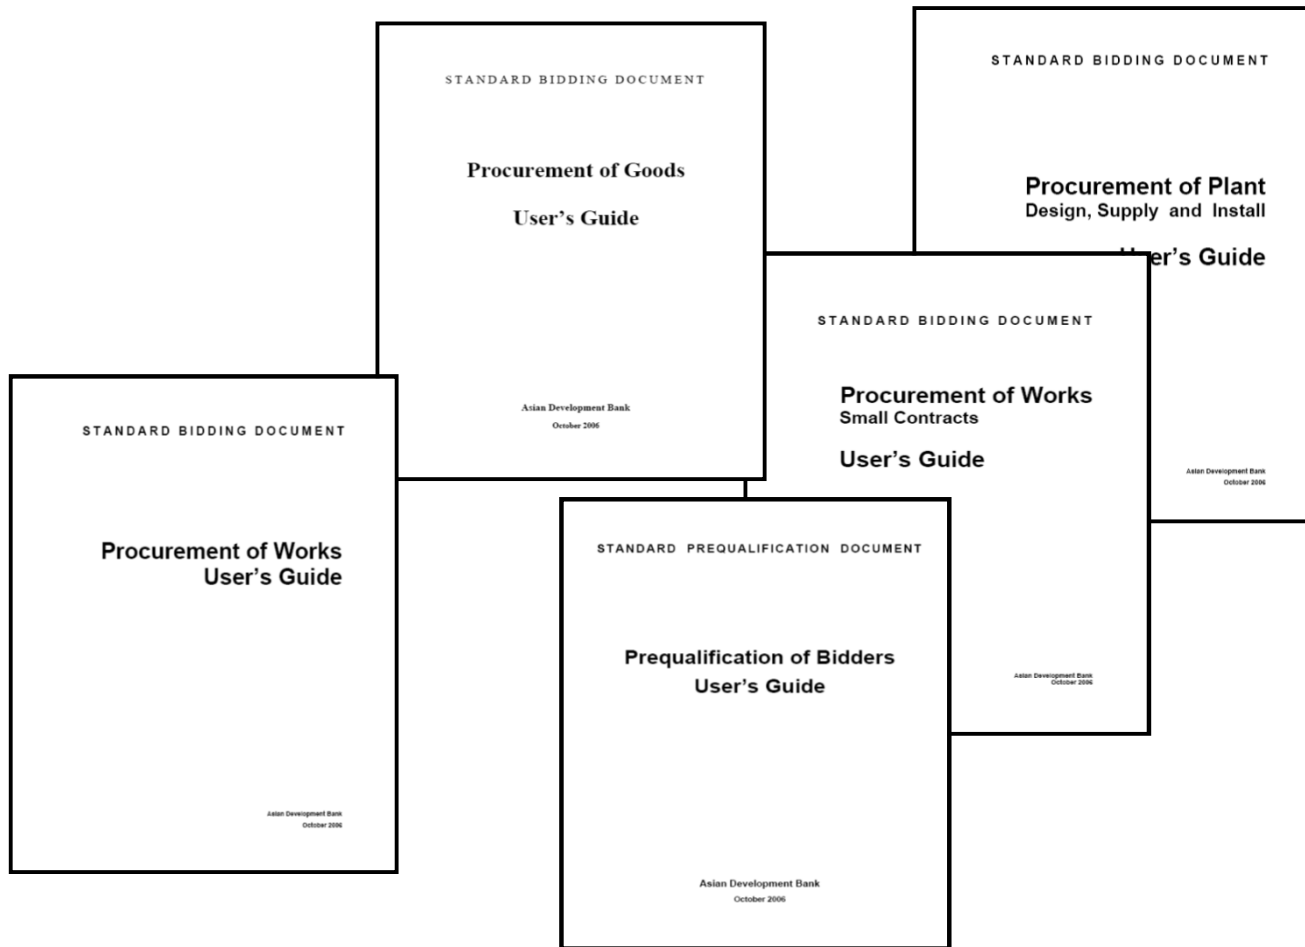 STANDARD BIDDING DOCUMENT
Procurement of Goods
User's Guide
Asian Development Bank
October 2006
STANDARD BIDDING DOCUMENT
Procurement of Plant
Design, Supply and Install
er's Guide
Asian Development Bank
October 2006
STANDARD BIDDING DOCUMENT
Procurement of Works
Small Contracts
User's Guide
Asian Development Bank
October 2006
STANDARD BIDDING DOCUMENT
Procurement of Works
User's Guide
Asian Development Bank
October 2006
STANDARD PREQUALIFICATION DOCUMENT
Prequalification of Bidders
User's Guide
Asian Development Bank
October 2006